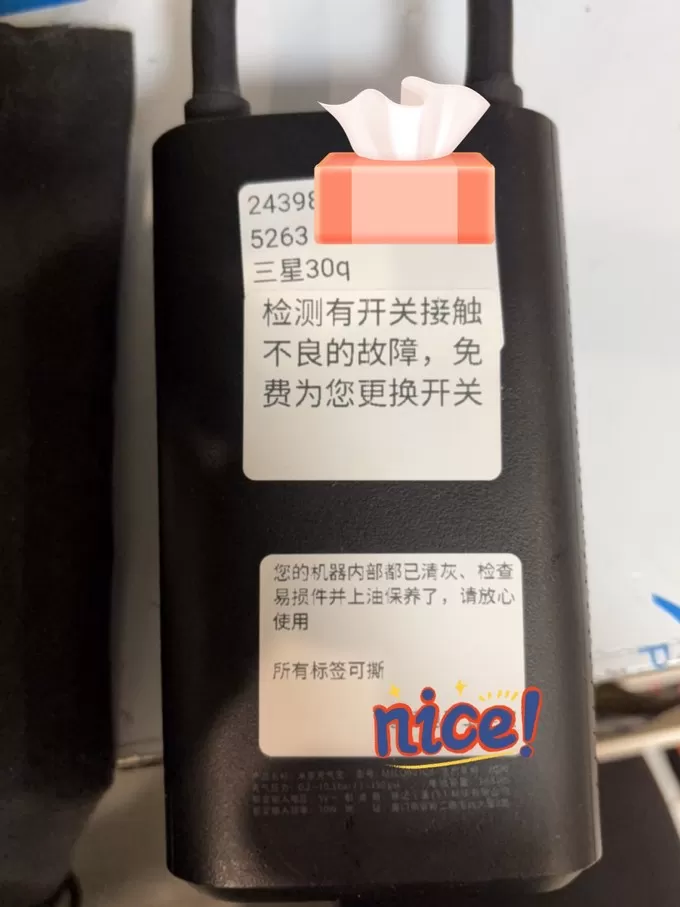 24398
5263
三星30q
检测有开关接触
不良的故障，免
费为您更换开关
您的机器内部都已清灰、检查
易损件并上油保养了，请放心
使用
所有标签可撕
nice!